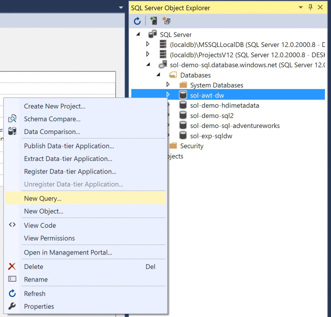 SQL Server Object Explorer
SQL Server
(localdb)\MSSQLLocalDB (SQL Server 12.0.2000.8 - D
(localdb)\ProjectsV12 (SQL Server 12.0.2000.8 - DESK
sol-demo-sql.database.windows.net (SQL Server 12.0
Databases
System Databases
sol-awt-dw
sol-demo-hdimetadata
sol-demo-sql2
sol-demo-sql-adventureworks
sol-exp-sqldw
Security
ojects
Create New Project...
Schema Compare...
Data Comparison...
Publish Data-tier Application...
Extract Data-tier Application...
Register Data-tier Application...
Unregister Data-tier Application...
New Query...
New Object...
View Code
View Permissions
Open in Management Portal...
Delete Del
Rename
Refresh
Properties